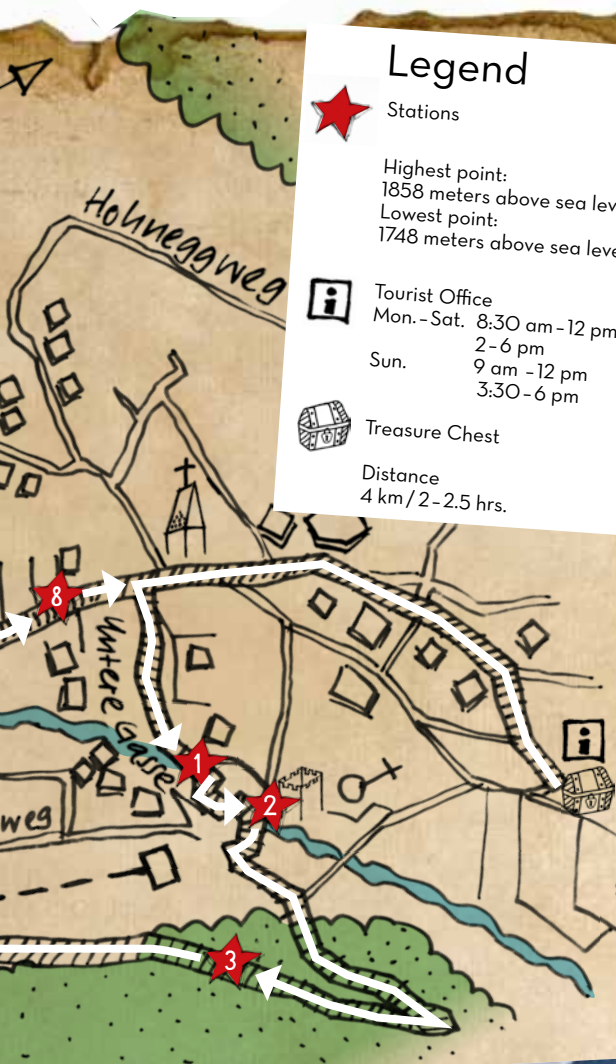 Legend
Stations
Highest point:
1858 meters above sea lev
Lowest point:
1748 meters above sea leve
i
Tourist Office
Mon.–Sat. 8:30 am–12 pm
2–6 pm
Sun. 9 am –12 pm
3:30–6 pm
Treasure Chest
Distance
4 km / 2–2.5 hrs.
Hohneggweg
8
Untere Gasse
1
i
2
weg
3